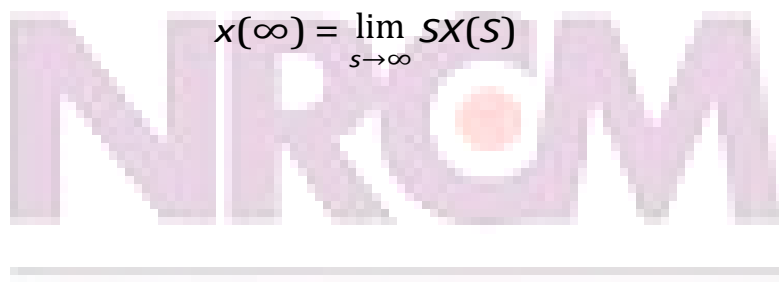 x(∞) = lim s→∞ SX(S)
NRCM